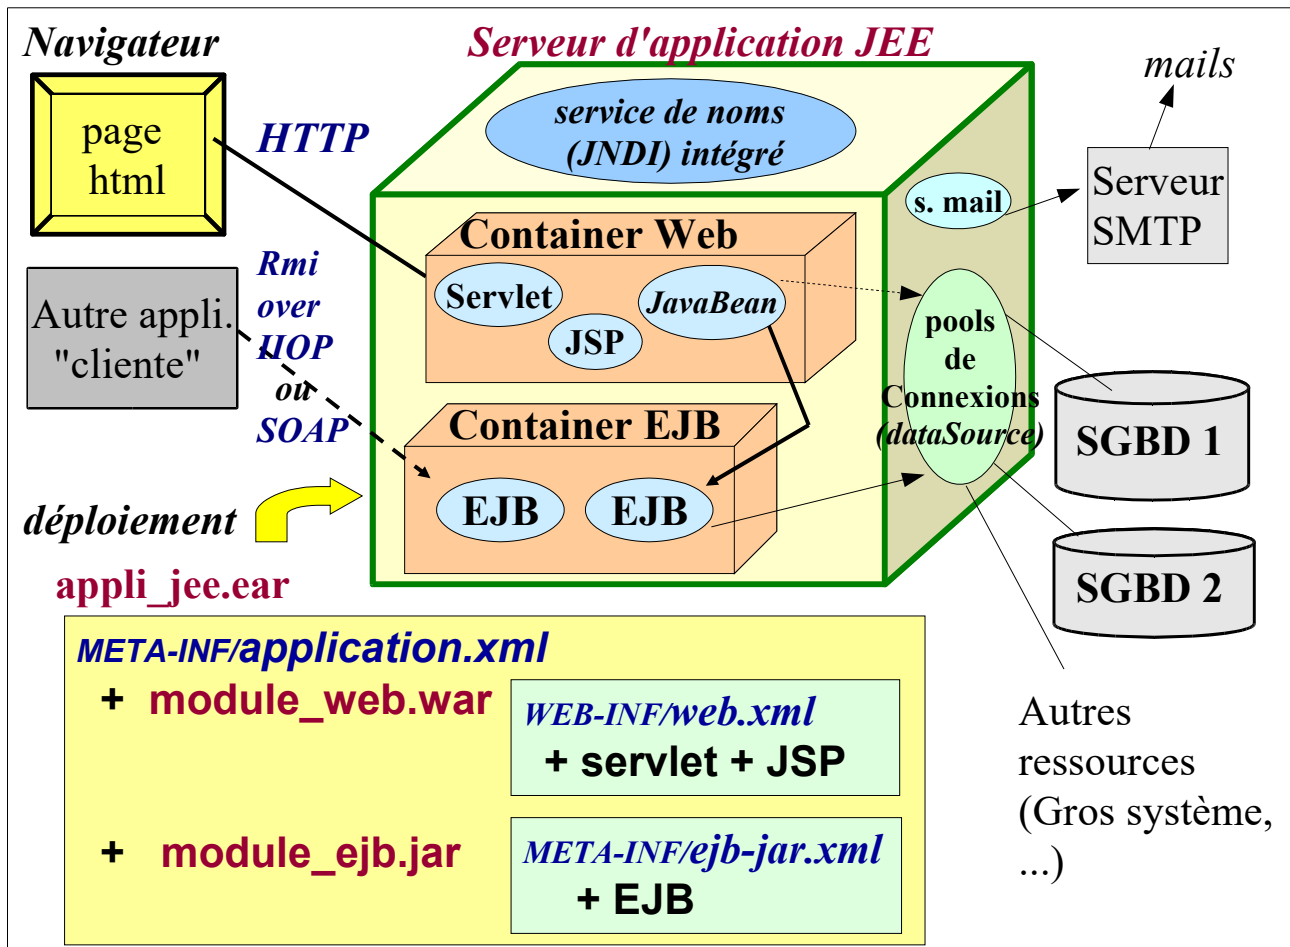 Navigateur
Serveur d'application JEE
mails
page
html
HTTP
service de noms
(JNDI) intégré
s. mail
Serveur
SMTP
Container Web
Servlet
JSP
JavaBean
Rmi
over
IIOP
ou
SOAP
Autre appli.
"cliente"
pools
de
Connexions
(dataSource)
SGBD 1
Container EJB
EJB
EJB
déploiement
SGBD 2
appli_jee.ear
META-INF/application.xml
+ module_web.war
WEB-INF/web.xml
+ servlet + JSP
+ module_ejb.jar
META-INF/ejb-jar.xml
+ EJB
Autres
ressources
(Gros système,
...)